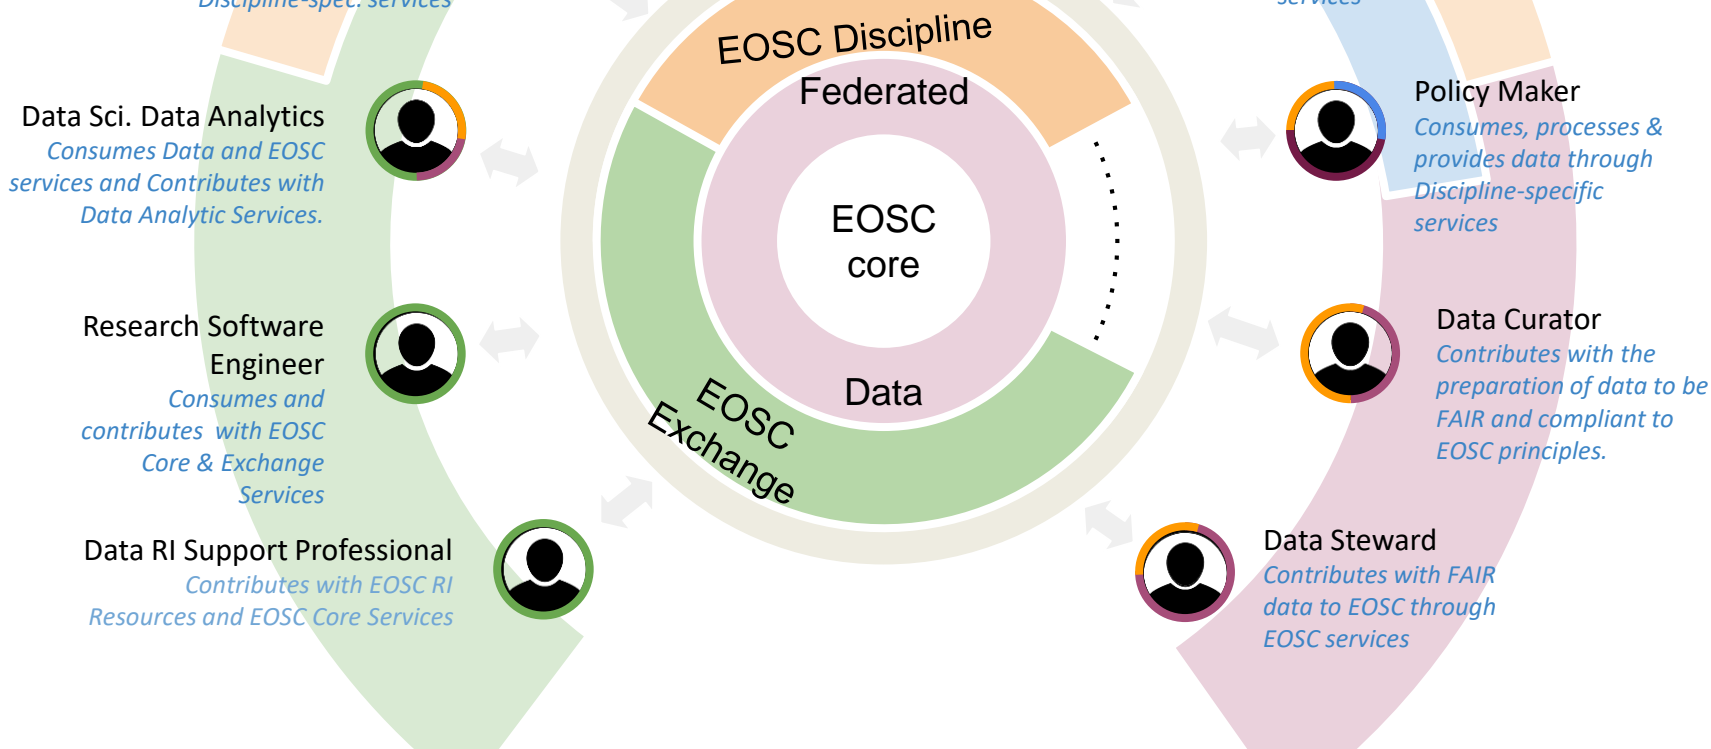 Discipline-spec. services
services
EOSC Discipline
Federated
EOSC
core
Data
EOSC
Exchange
Data Sci. Data Analytics
Consumes Data and EOSC
services and Contributes with
Data Analytic Services.
Research Software
Engineer
Consumes and
contributes  with EOSC
Core & Exchange
Services
Data RI Support Professional
Contributes with EOSC RI
Resources and EOSC Core Services
Policy Maker
Consumes, processes &
provides data through
Discipline-specific
services
Data Curator
Contributes with the
preparation of data to be
FAIR and compliant to
EOSC principles.
Data Steward
Contributes with FAIR
data to EOSC through
EOSC services